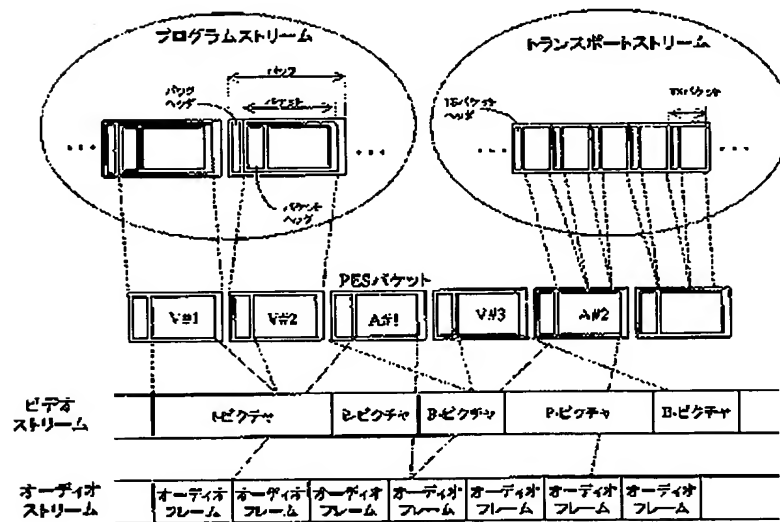 プログラムストリーム
トランスポートストリーム
パック
パック
ヘッダ
パケット
パケット
ヘッダ
TSパケット
ヘッダ
TSパケット
...
...
...
...
PESパケット
V#1
V#2
A#1
V#3
A#2
ビデオ
ストリーム
I-ピクチャ
B-ピクチャ
B-ピクチャ
P-ピクチャ
B-ピクチャ
オーディオ
ストリーム
オーディオ
フレーム
オーディオ
フレーム
オーディオ
フレーム
オーディオ
フレーム
オーディオ
フレーム
オーディオ
フレーム
オーディオ
フレーム